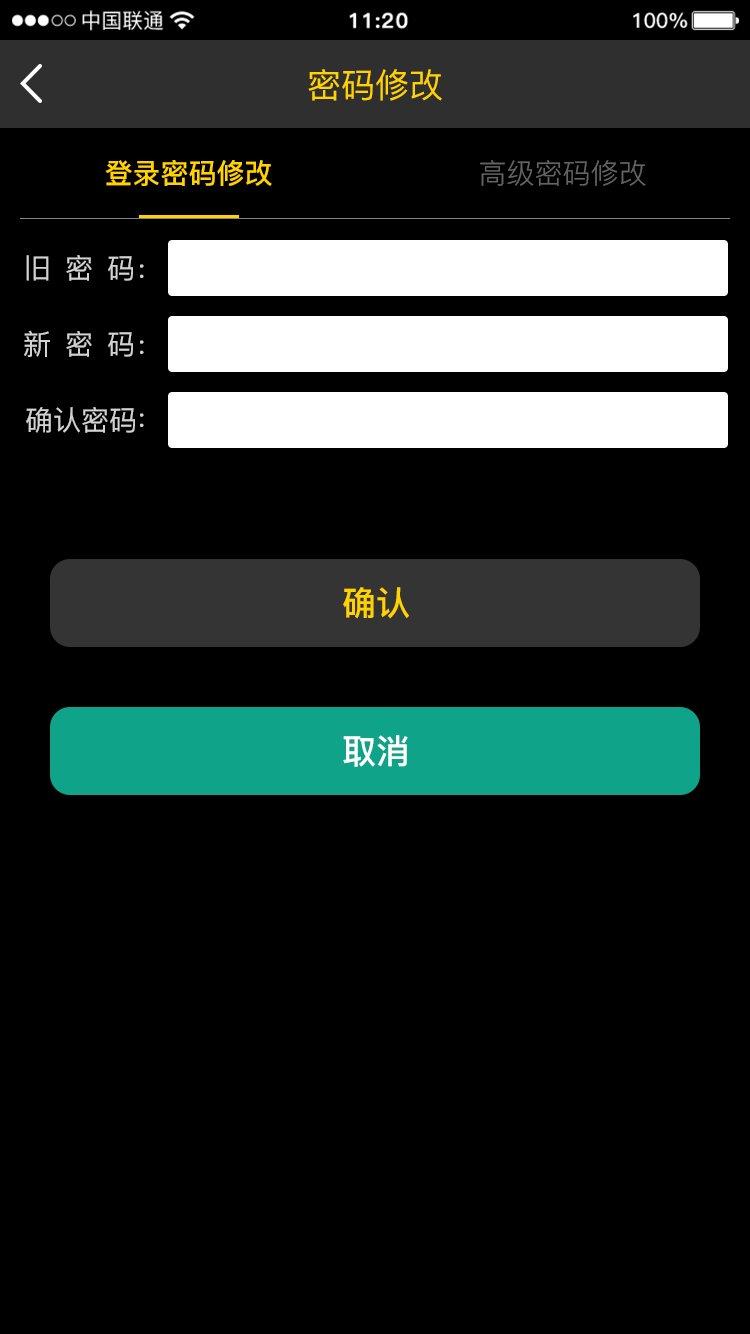 中国联通 11:20 100%
密码修改
登录密码修改 高级密码修改
旧 密 码:
新 密 码:
确认密码:
确认
取消